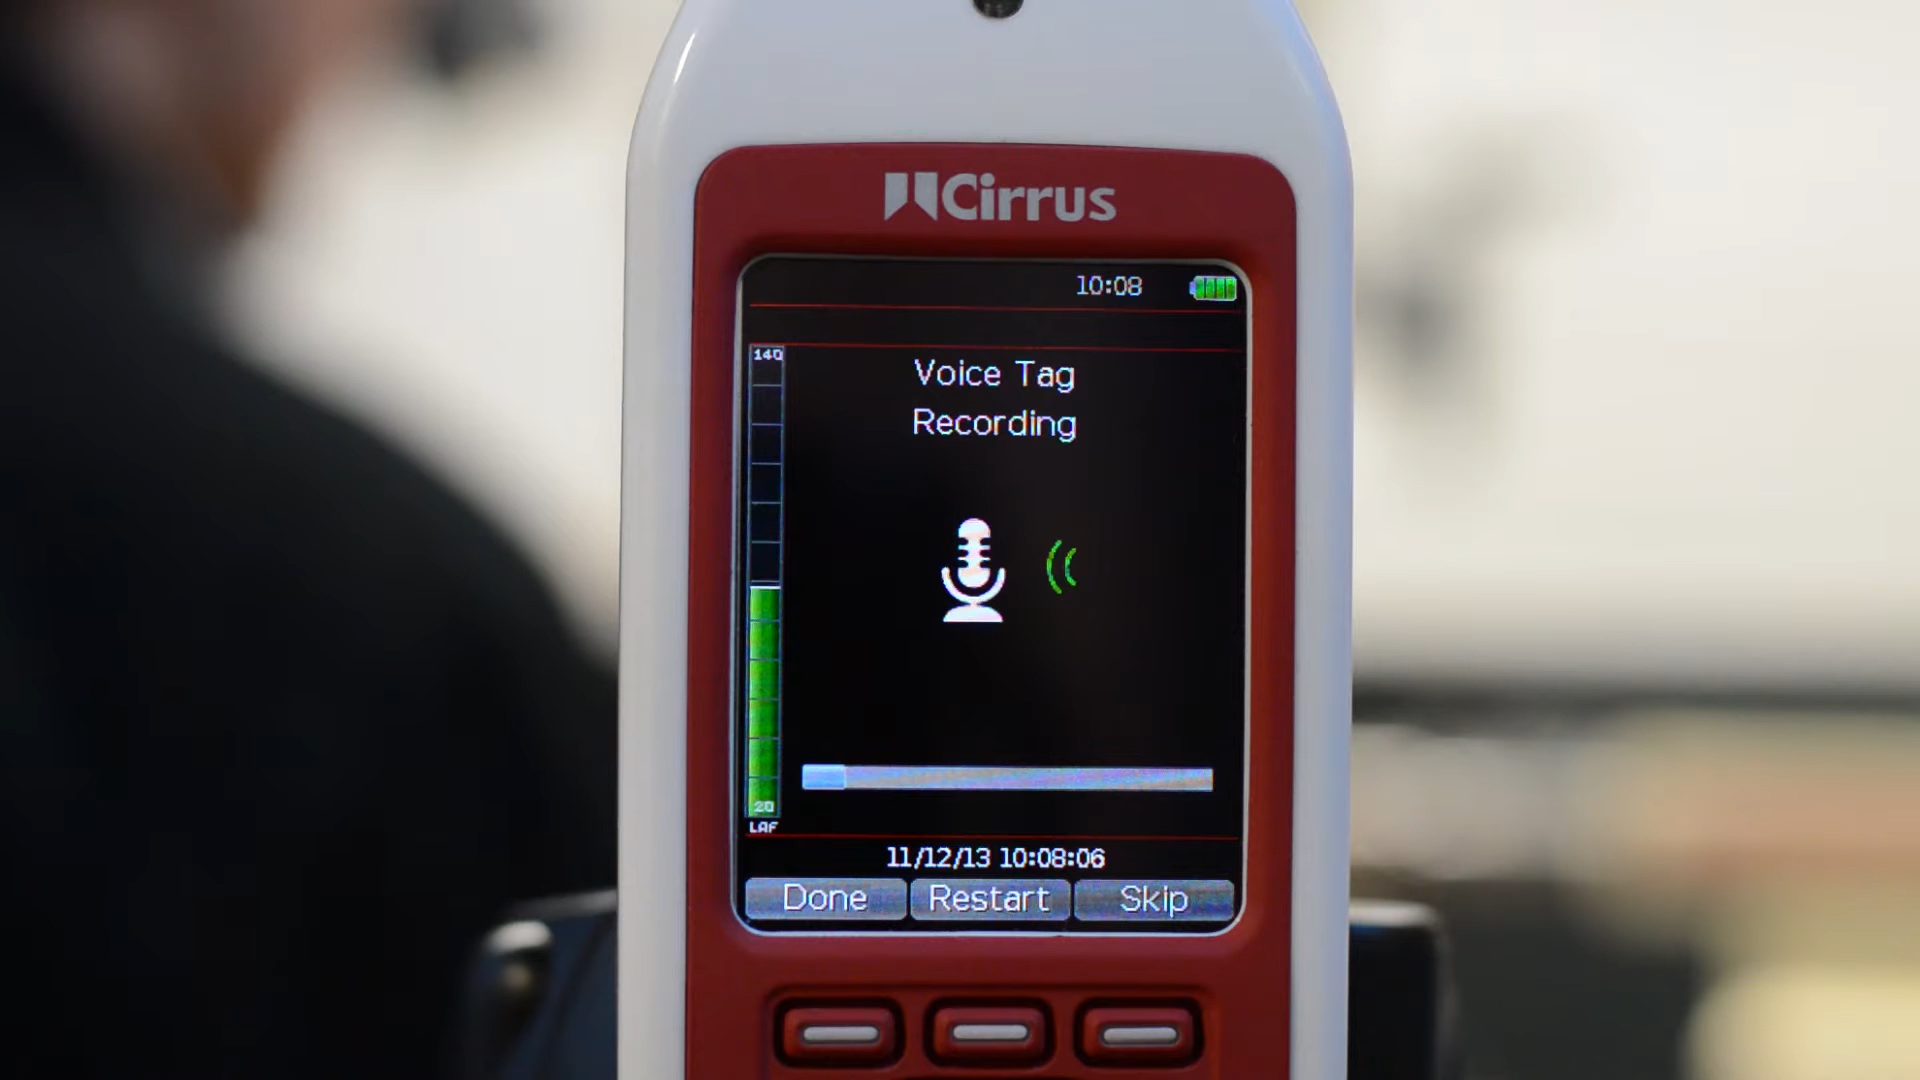 Cirrus
10:08
140
Voice Tag
Recording
20
LAF
11/12/13 10:08:06
Done Restart Skip